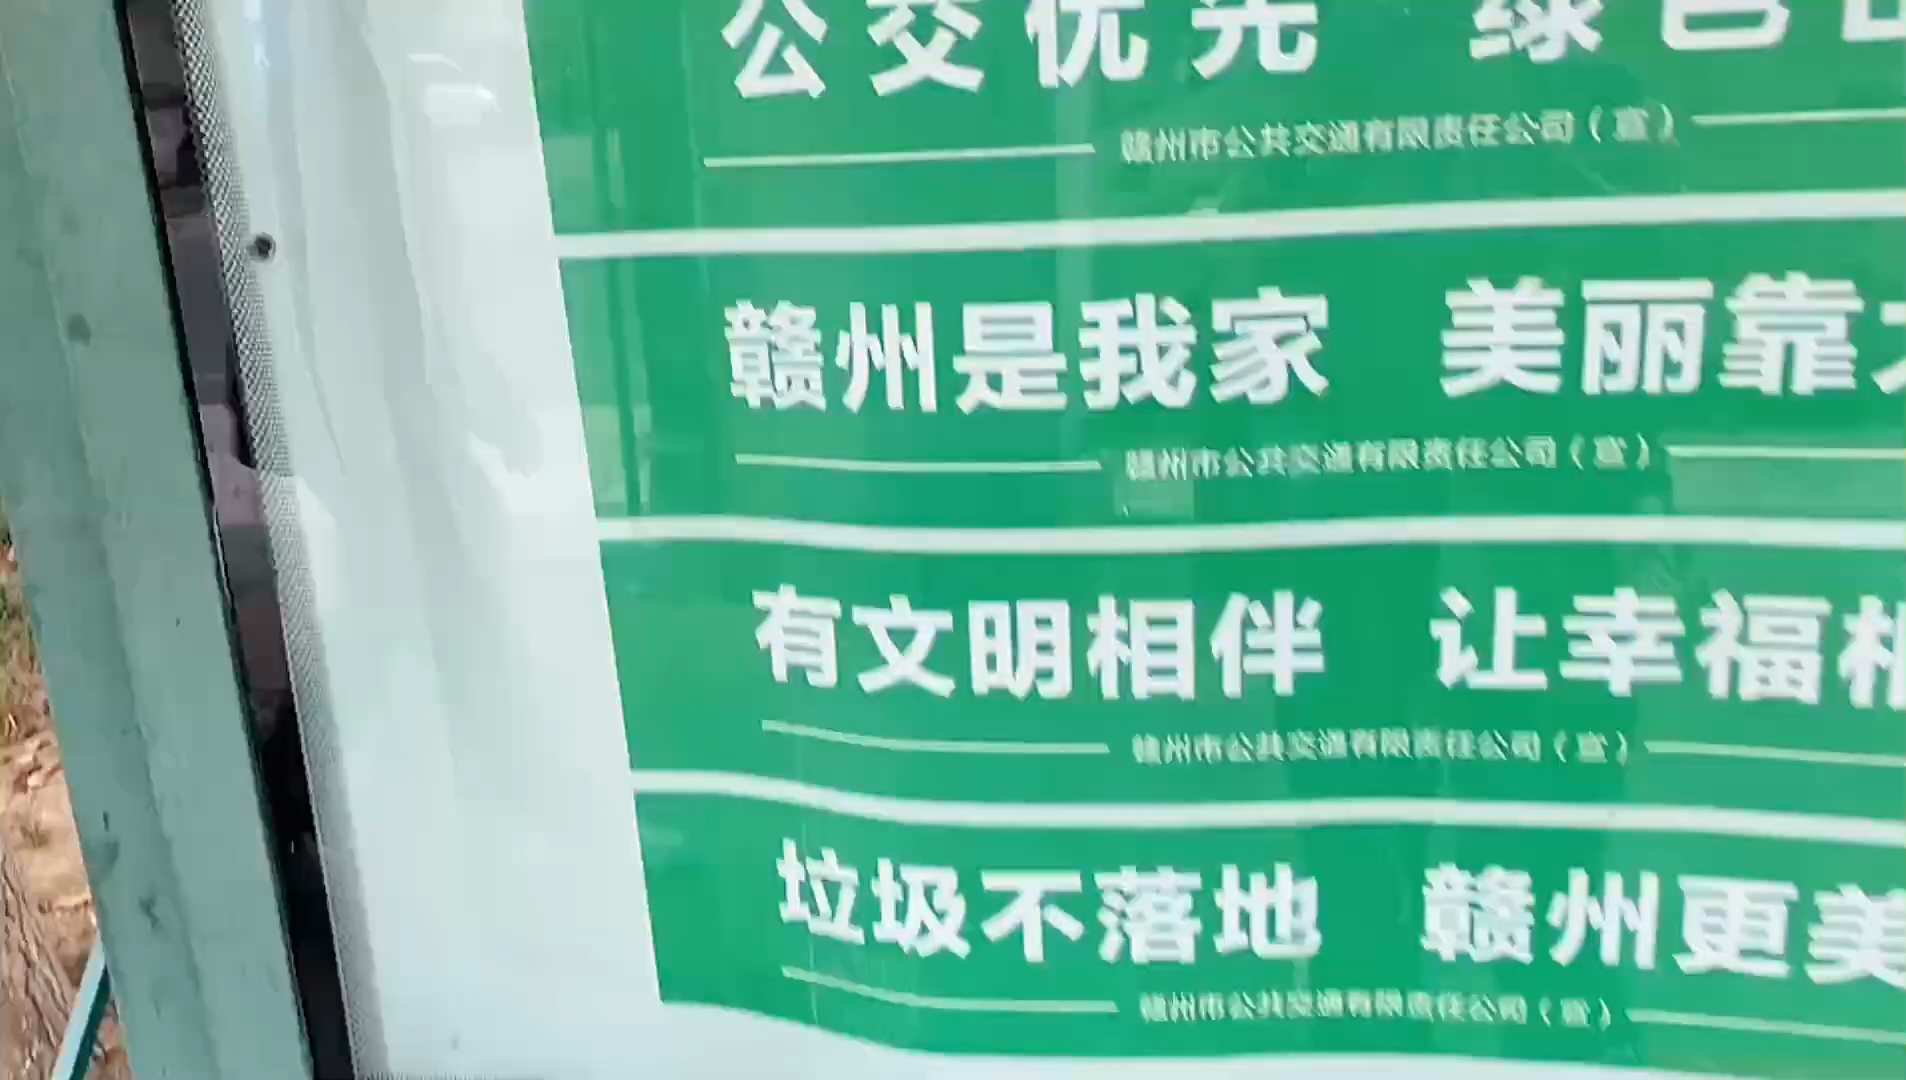 公交优先 绿色
赣州市公共交通有限责任公司（宣）
赣州是我家 美丽靠
赣州市公共交通有限责任公司（宣）
有文明相伴 让幸福
赣州市公共交通有限责任公司（宣）
垃圾不落地 赣州更美
赣州市公共交通有限责任公司（宣）